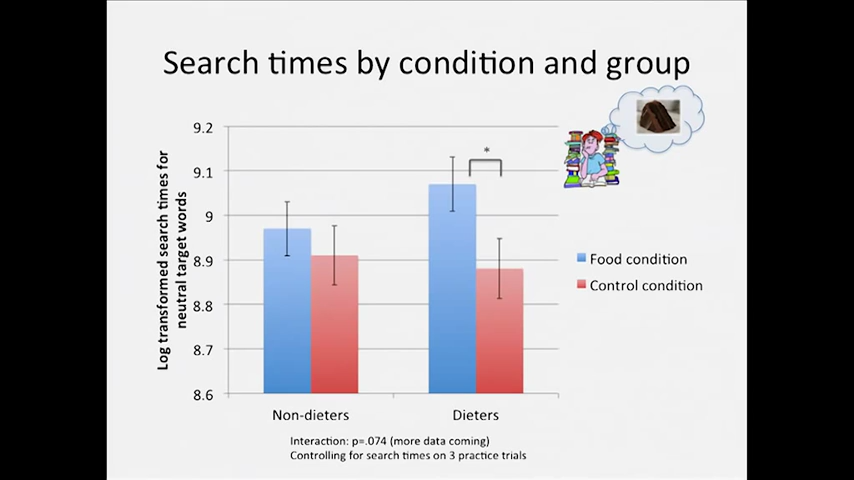 Search times by condition and group
Log transformed search times for
neutral target words
9.2
9.1
9
8.9
8.8
8.7
8.6
*
Food condition
Control condition
Non-dieters
Dieters
Interaction: p=.074 (more data coming)
Controlling for search times on 3 practice trials